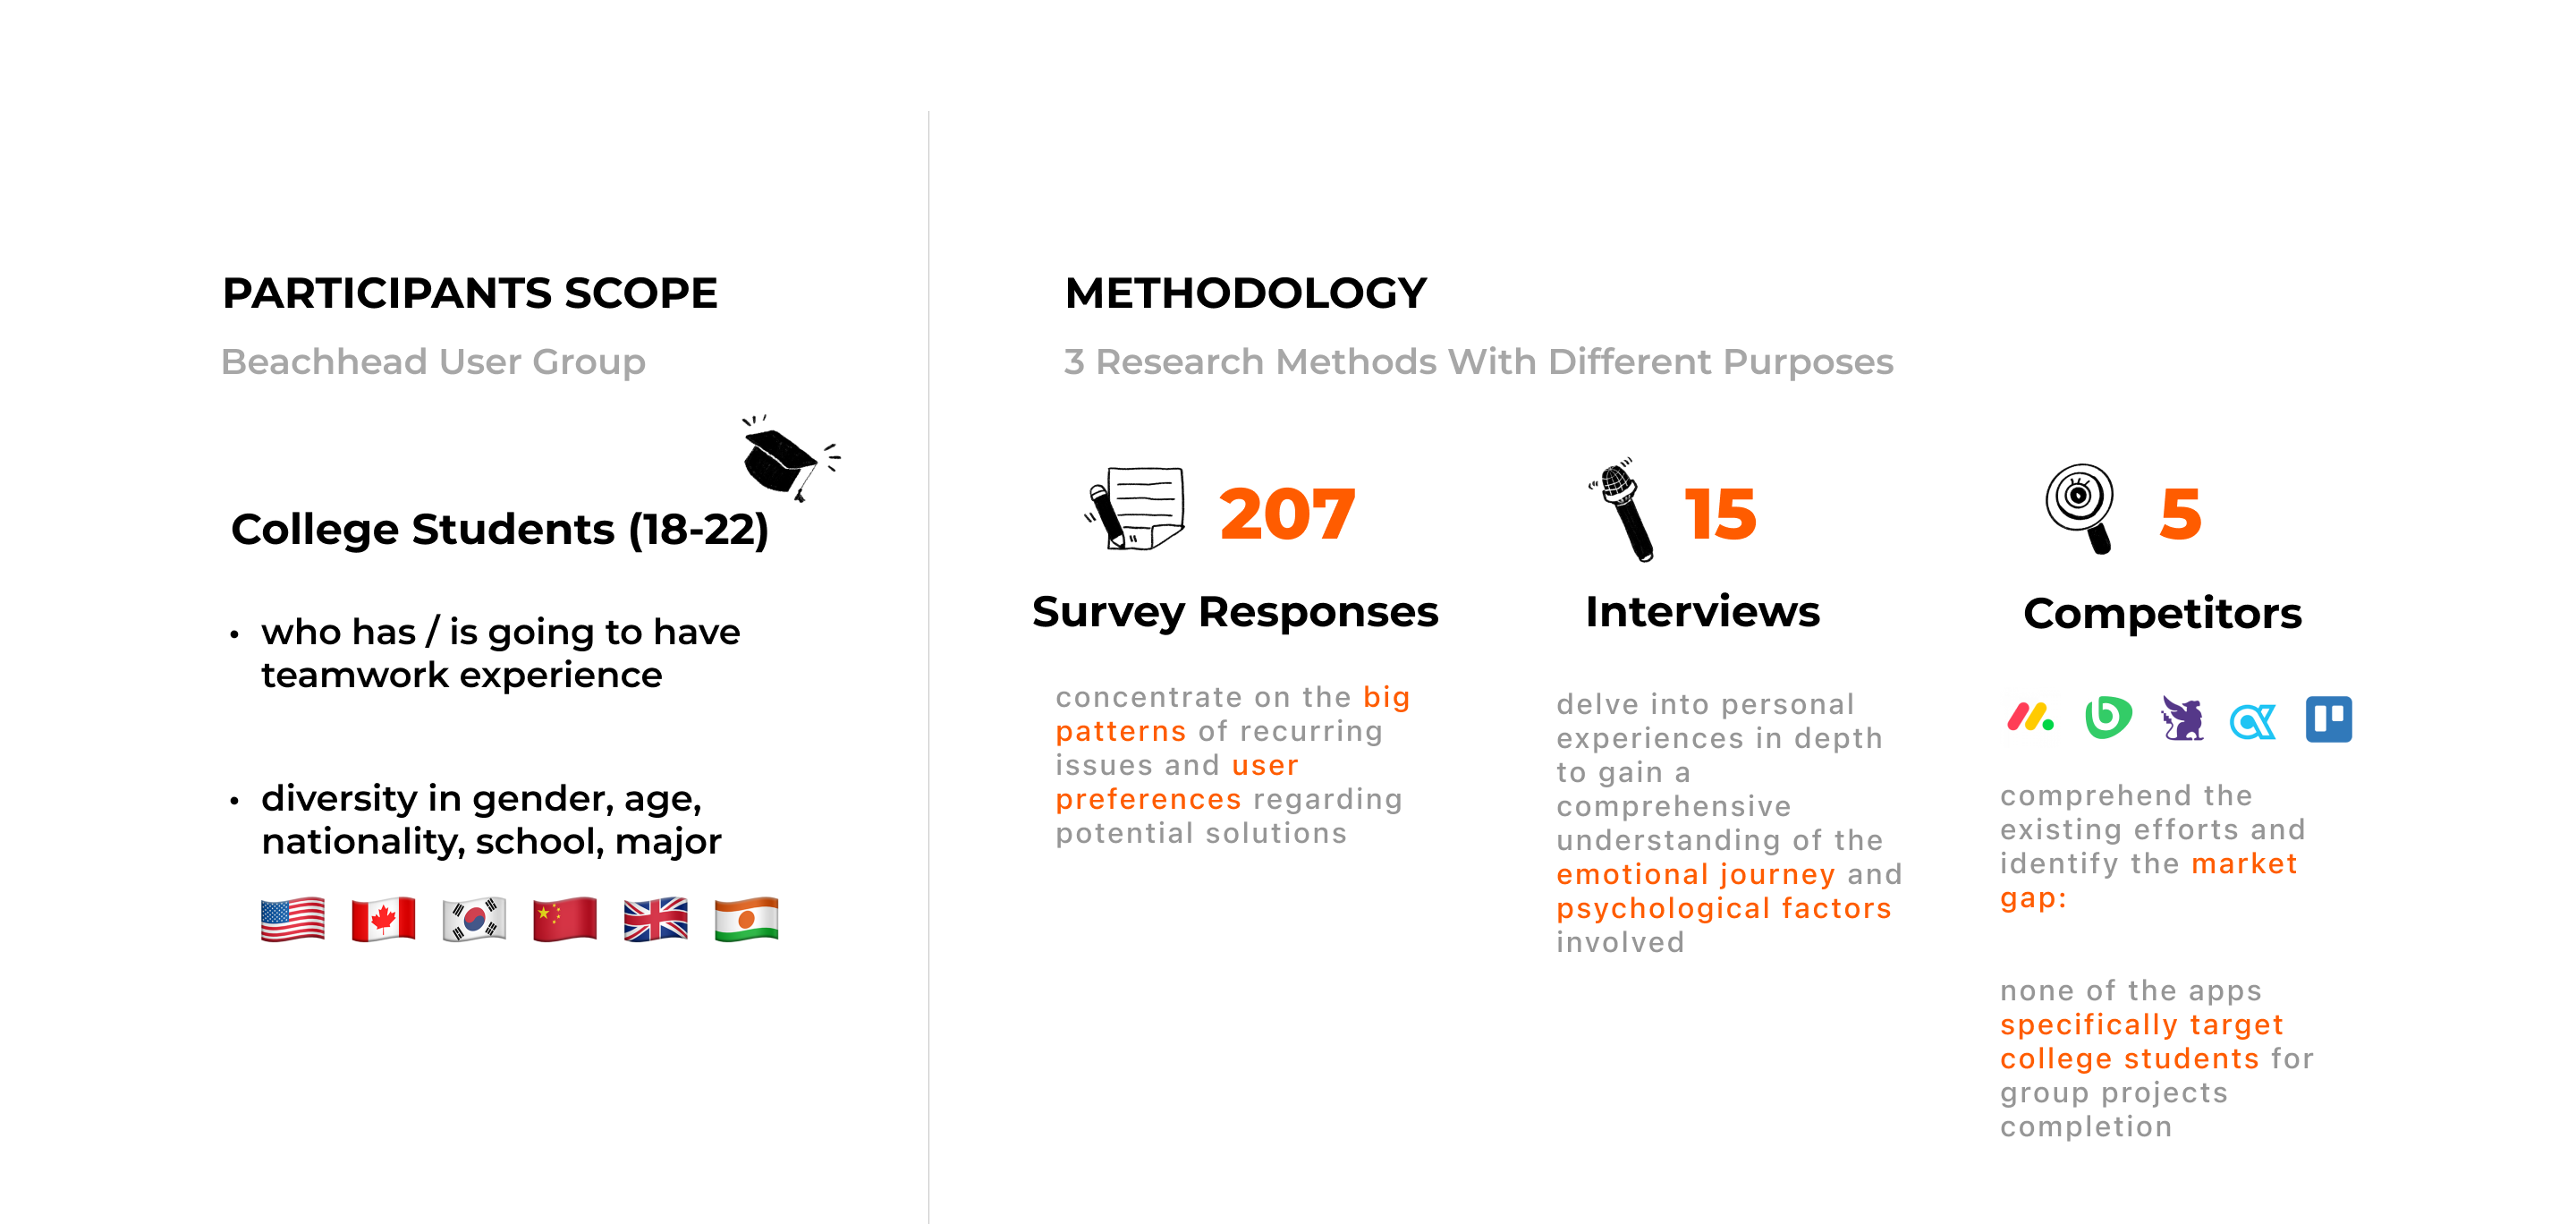 PARTICIPANTS SCOPE
Beachhead User Group
College Students (18-22)
• who has / is going to have
teamwork experience
• diversity in gender, age,
nationality, school, major
METHODOLOGY
3 Research Methods With Different Purposes
207
Survey Responses
concentrate on the big
patterns of recurring
issues and user
preferences regarding
potential solutions
15
Interviews
delve into personal
experiences in depth
to gain a
comprehensive
understanding of the
emotional journey and
psychological factors
involved
5
Competitors
comprehend the
existing efforts and
identify the market
gap:
none of the apps
specifically target
college students for
group projects
completion